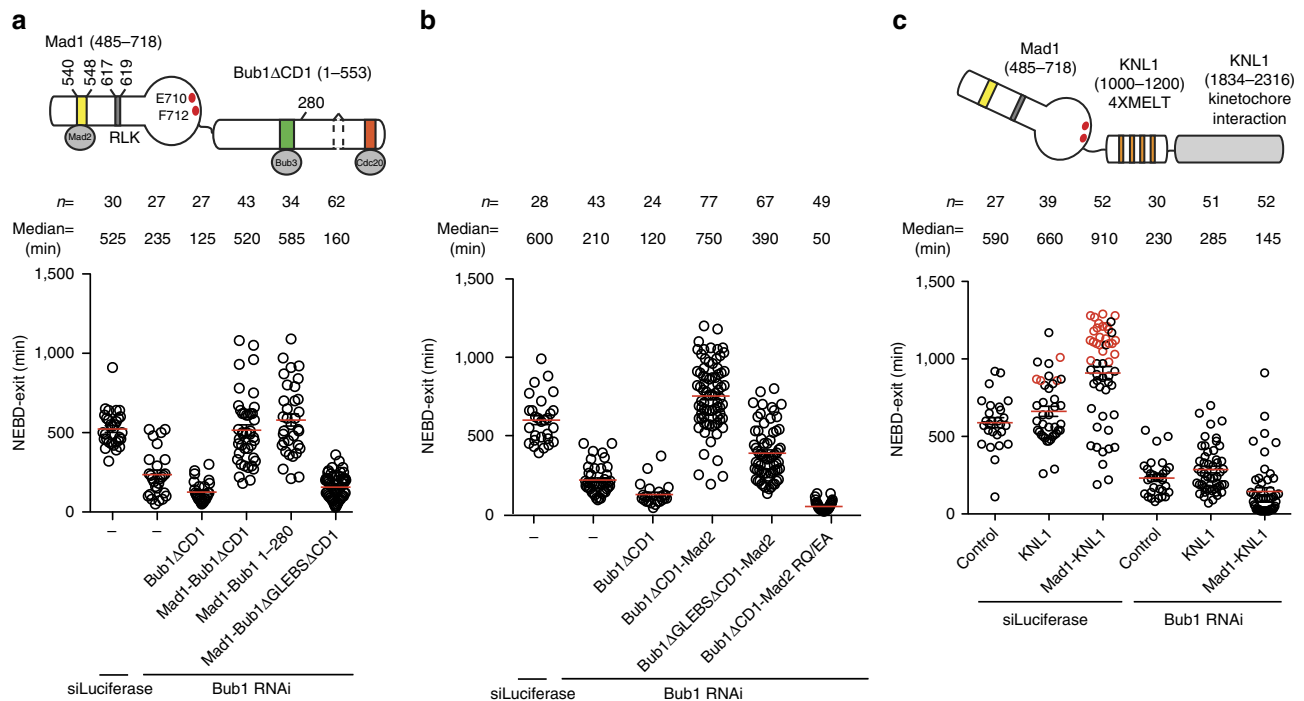 a
Mad1 (485–718)
540
548
617
619
Bub1ΔCD1 (1–553)
280
E710
F712
Mad2
RLK
Bub3
Cdc20
n= 30 27 27 43 34 62
Median= (min) 525 235 125 520 585 160
NEBD-exit (min)
1,500
1,000
500
0
–
–
Bub1ΔCD1
Mad1-Bub1ΔCD1
Mad1-Bub1 1–280
Mad1-Bub1ΔGLEBSΔCD1
siLuciferase
Bub1 RNAi
b
n= 28 43 24 77 67 49
Median= (min) 600 210 120 750 390 50
NEBD-exit (min)
1,500
1,000
500
0
–
–
Bub1ΔCD1
Bub1ΔCD1-Mad2
Bub1ΔGLEBSΔCD1-Mad2
Bub1ΔCD1-Mad2 RQ/EA
siLuciferase
Bub1 RNAi
c
Mad1
(485–718)
KNL1
(1000–1200)
4XMELT
KNL1
(1834–2316)
kinetochore
interaction
n= 27 39 52 30 51 52
Median= (min) 590 660 910 230 285 145
NEBD-exit (min)
1,500
1,000
500
0
Control
KNL1
Mad1-KNL1
Control
KNL1
Mad1-KNL1
siLuciferase
Bub1 RNAi